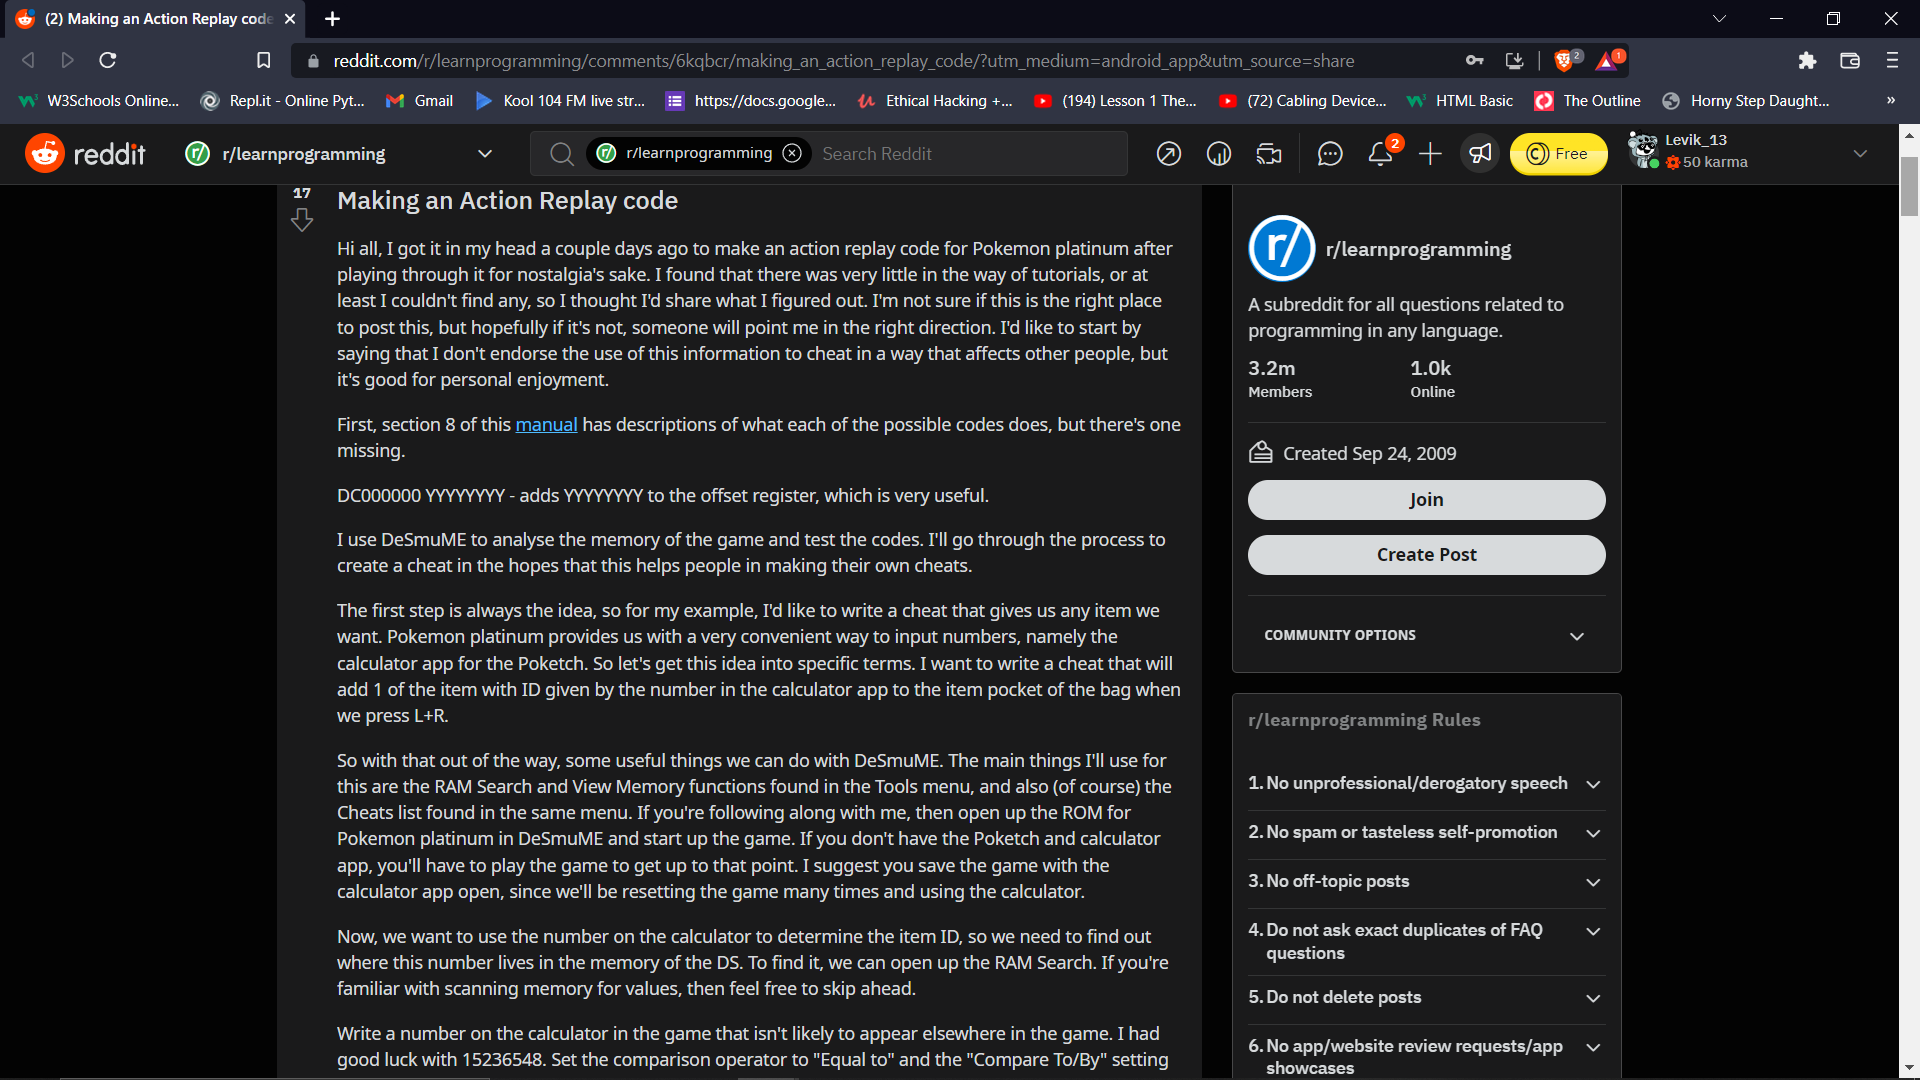 (2) Making an Action Replay code
reddit.com/r/learnprogramming/comments/6kqbcr/making_an_action_replay_code/?utm_medium=android_app&utm_source=share
2
1
W3Schools Online...
Repl.it - Online Pyt...
Gmail
Kool 104 FM live str...
https://docs.google...
Ethical Hacking +...
(194) Lesson 1 The...
(72) Cabling Device...
HTML Basic
The Outline
Horny Step Daught...
»
reddit
r/learnprogramming
r/learnprogramming
Search Reddit
2
Free
Levik_13
50 karma
17
Making an Action Replay code
Hi all, I got it in my head a couple days ago to make an action replay code for Pokemon platinum after
playing through it for nostalgia's sake. I found that there was very little in the way of tutorials, or at
least I couldn't find any, so I thought I'd share what I figured out. I'm not sure if this is the right place
to post this, but hopefully if it's not, someone will point me in the right direction. I'd like to start by
saying that I don't endorse the use of this information to cheat in a way that affects other people, but
it's good for personal enjoyment.
First, section 8 of this manual has descriptions of what each of the possible codes does, but there's one
missing.
DC000000 YYYYYYYY - adds YYYYYYYY to the offset register, which is very useful.
I use DeSmuME to analyse the memory of the game and test the codes. I'll go through the process to
create a cheat in the hopes that this helps people in making their own cheats.
The first step is always the idea, so for my example, I'd like to write a cheat that gives us any item we
want. Pokemon platinum provides us with a very convenient way to input numbers, namely the
calculator app for the Poketch. So let's get this idea into specific terms. I want to write a cheat that will
add 1 of the item with ID given by the number in the calculator app to the item pocket of the bag when
we press L+R.
So with that out of the way, some useful things we can do with DeSmuME. The main things I'll use for
this are the RAM Search and View Memory functions found in the Tools menu, and also (of course) the
Cheats list found in the same menu. If you're following along with me, then open up the ROM for
Pokemon platinum in DeSmuME and start up the game. If you don't have the Poketch and calculator
app, you'll have to play the game to get up to that point. I suggest you save the game with the
calculator app open, since we'll be resetting the game many times and using the calculator.
Now, we want to use the number on the calculator to determine the item ID, so we need to find out
where this number lives in the memory of the DS. To find it, we can open up the RAM Search. If you're
familiar with scanning memory for values, then feel free to skip ahead.
Write a number on the calculator in the game that isn't likely to appear elsewhere in the game. I had
good luck with 15236548. Set the comparison operator to "Equal to" and the "Compare To/By" setting
r/
r/learnprogramming
A subreddit for all questions related to
programming in any language.
3.2m
1.0k
Members
Online
Created Sep 24, 2009
Join
Create Post
COMMUNITY OPTIONS
r/learnprogramming Rules
1. No unprofessional/derogatory speech
2. No spam or tasteless self-promotion
3. No off-topic posts
4. Do not ask exact duplicates of FAQ
questions
5. Do not delete posts
6. No app/website review requests/app
showcases